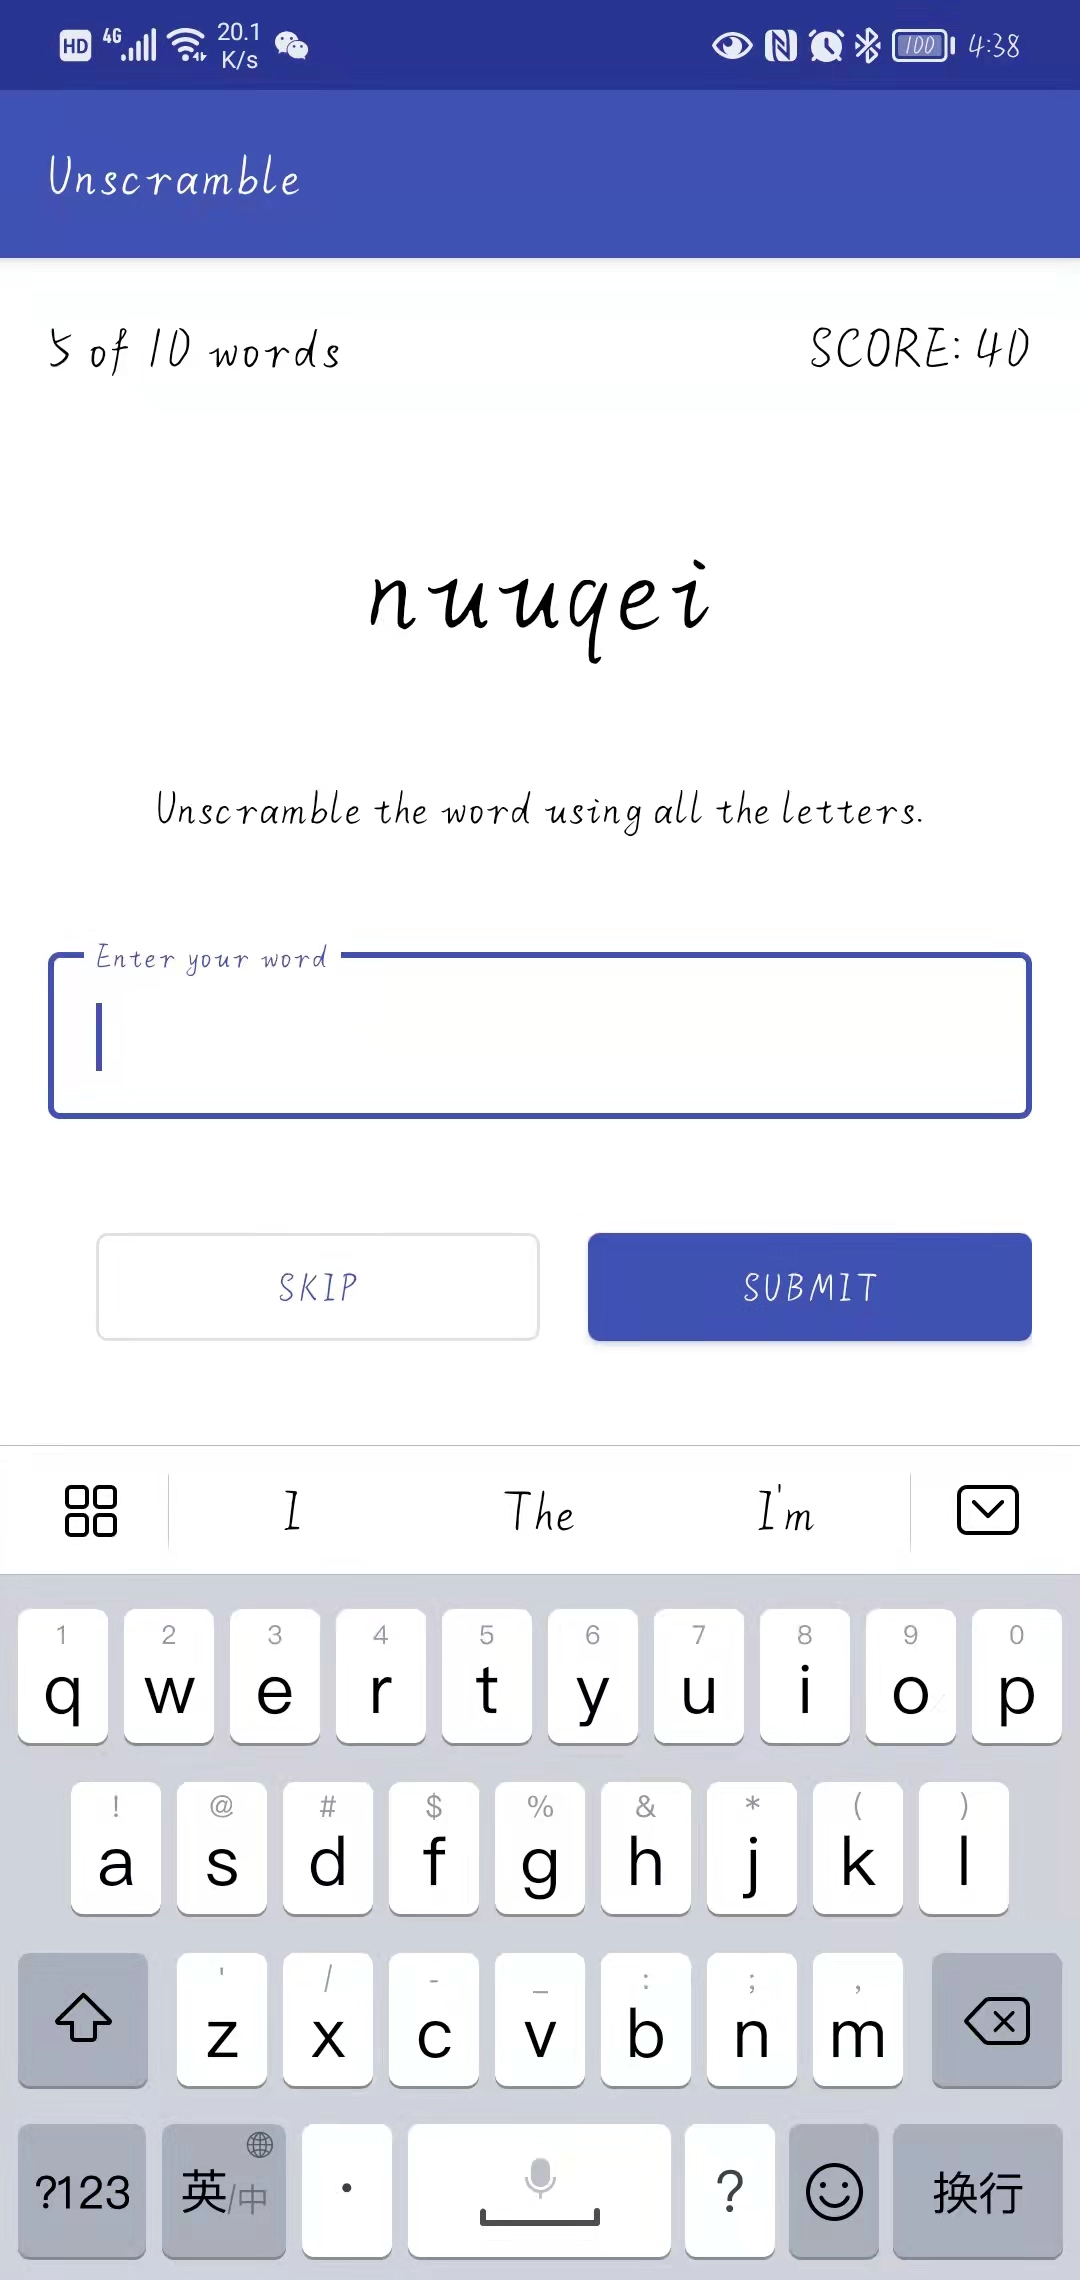 HD 4G 20.1 K/s 100 4:38
Unscramble
5 of 10 words SCORE: 40
nuuqei
Unscramble the word using all the letters.
Enter your word
SKIP SUBMIT
I The I'm
1 2 3 4 5 6 7 8 9 0
q w e r t y u i o p
! @ # $ % & * ( )
a s d f g h j k l
' / - _ : ; ,
z x c v b n m
?123 英/中 . ? 换行